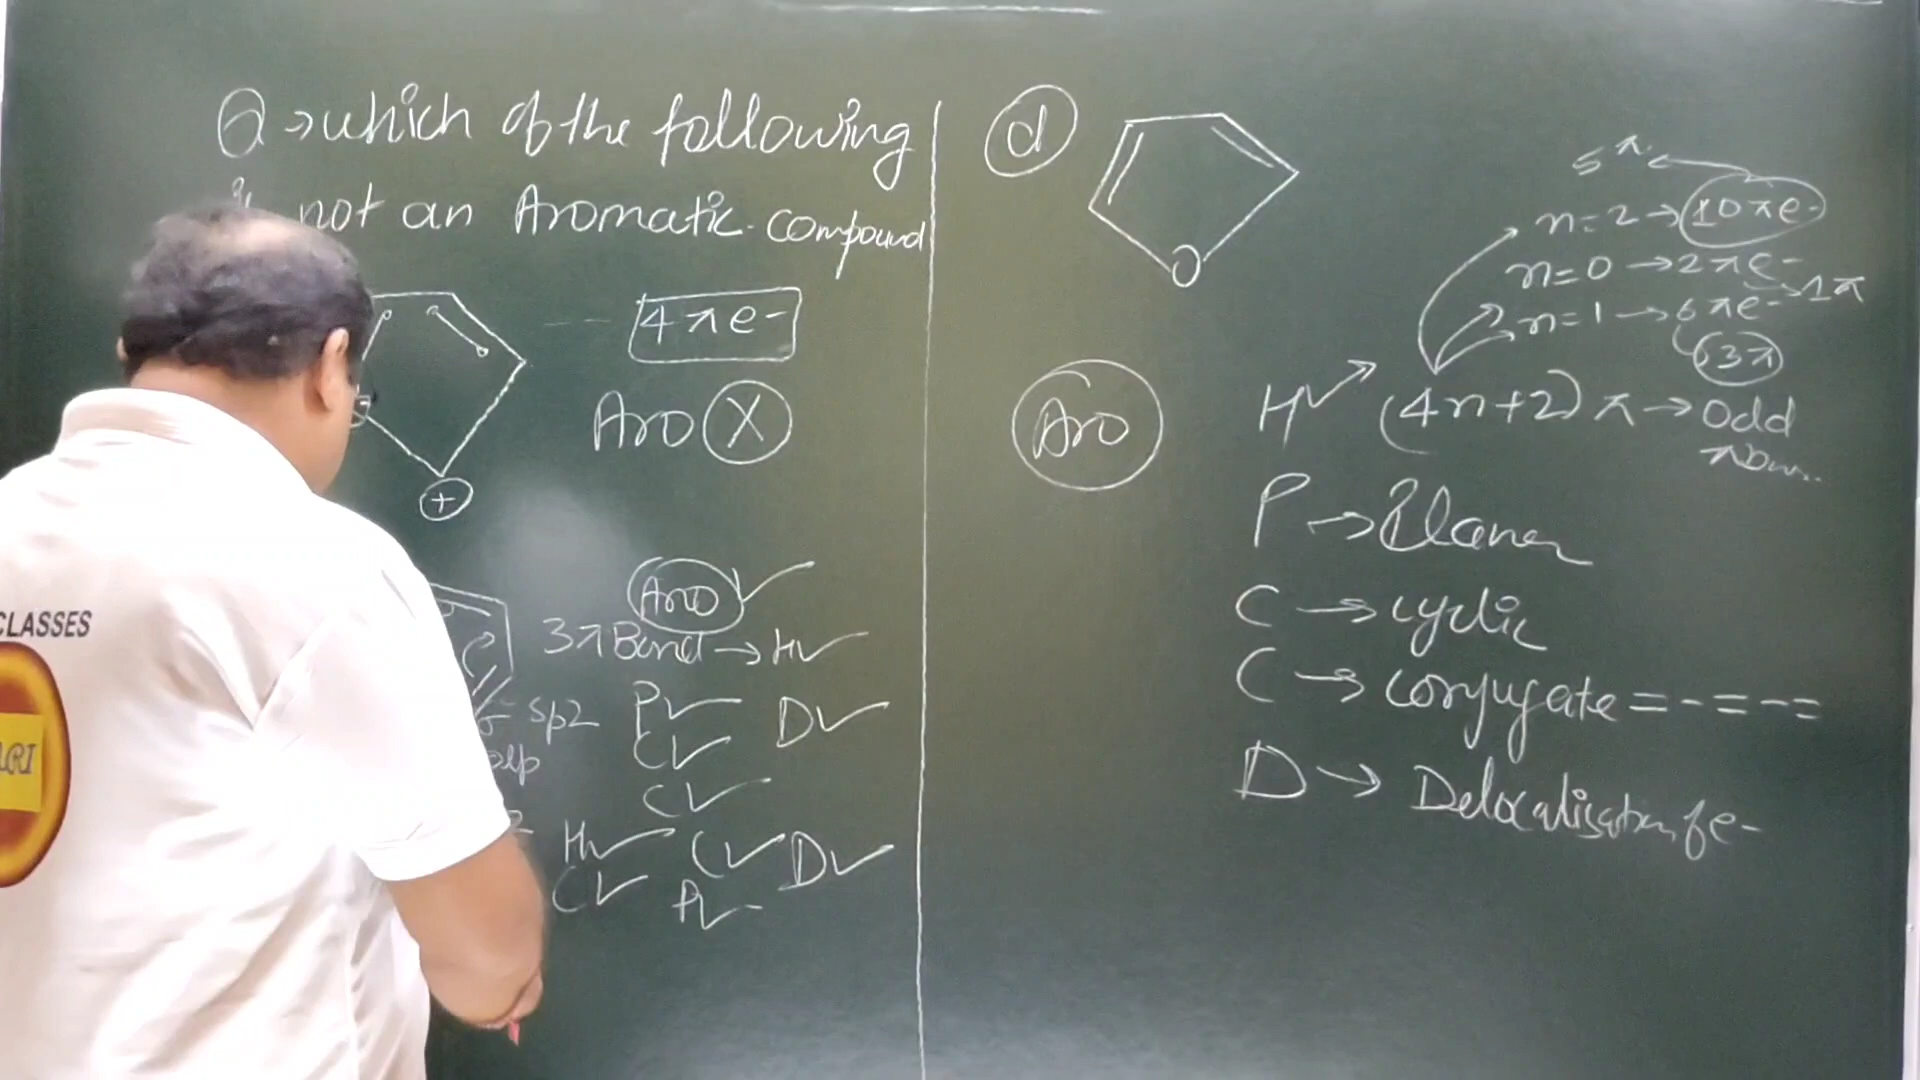 Q → which of the following
not an Aromatic. compound
4πe-
Aro X
+
Aro ✓
3π Bond → H✓
sp2
P✓ D✓
C✓
C✓
H✓ C✓ D✓
C✓ P✓
d
O
5π
n=2 → 10πe-
n=0 → 2πe- → 1π
n=1 → 6πe-
3π
Aro
H✓ (4n+2)π → Odd
P → Planer
C → cyclic
C → conjugate = - = - =
D → Delocalisation of e-
CLASSES